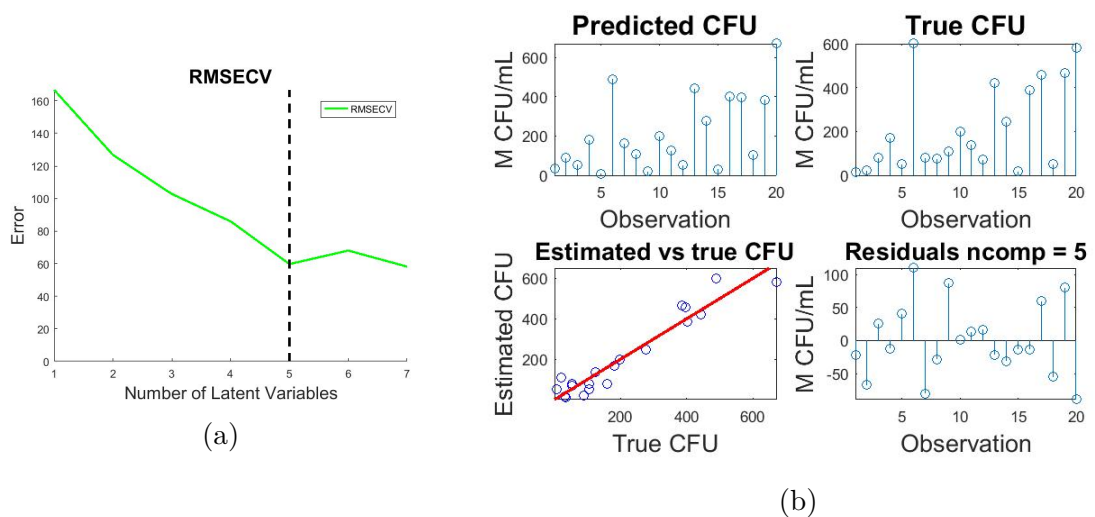 RMSECV
RMSECV
Error
160
140
120
100
80
60
40
20
0
1 2 3 4 5 6 7
Number of Latent Variables
(a)
Predicted CFU
M CFU/mL
600
400
200
0
5 10 15 20
Observation
True CFU
M CFU/mL
600
400
200
0
5 10 15 20
Observation
Estimated vs true CFU
Estimated CFU
600
400
200
200 400 600
True CFU
Residuals ncomp = 5
M CFU/mL
100
50
0
-50
5 10 15 20
Observation
(b)